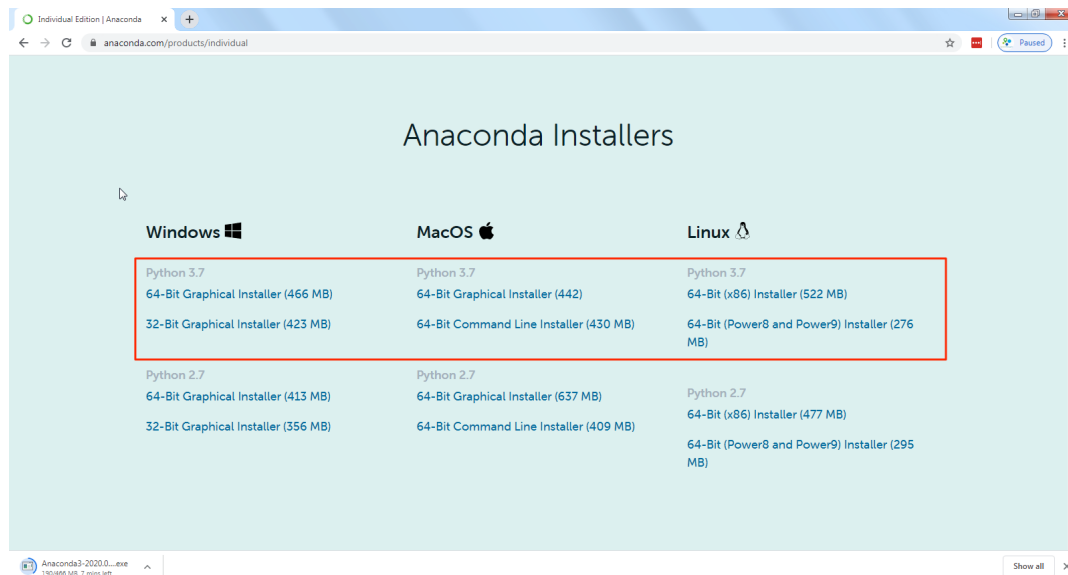 Individual Edition | Anaconda
anaconda.com/products/individual
Paused
Anaconda Installers
Windows
Python 3.7
64-Bit Graphical Installer (466 MB)
32-Bit Graphical Installer (423 MB)
Python 2.7
64-Bit Graphical Installer (413 MB)
32-Bit Graphical Installer (356 MB)
MacOS
Python 3.7
64-Bit Graphical Installer (442)
64-Bit Command Line Installer (430 MB)
Python 2.7
64-Bit Graphical Installer (637 MB)
64-Bit Command Line Installer (409 MB)
Linux
Python 3.7
64-Bit (x86) Installer (522 MB)
64-Bit (Power8 and Power9) Installer (276
MB)
Python 2.7
64-Bit (x86) Installer (477 MB)
64-Bit (Power8 and Power9) Installer (295
MB)
Anaconda3-2020.0....exe
190/466 MB, 7 mins left
Show all